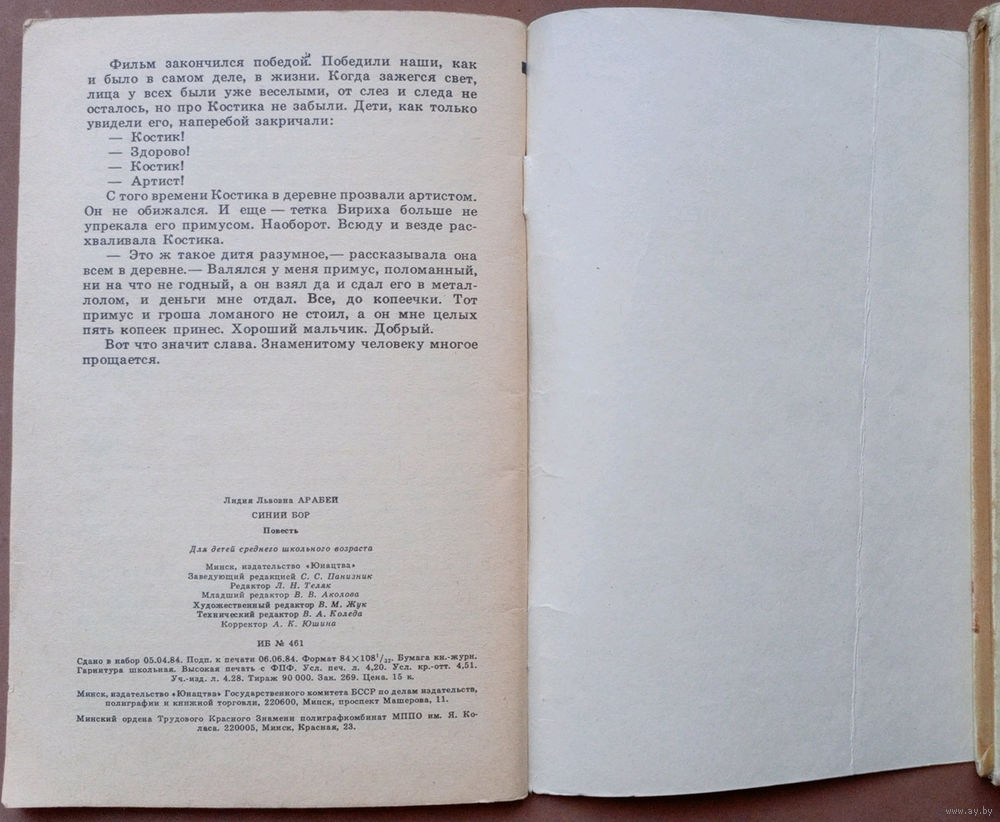 Фильм закончился победой. Победили наши, как
и было в самом деле, в жизни. Когда зажегся свет,
лица у всех были уже веселыми, от слез и следа не
осталось, но про Костика не забыли. Дети, как только
увидели его, наперебой закричали:
— Костик!
— Здорово!
— Костик!
— Артист!
С того времени Костика в деревне прозвали артистом.
Он не обижался. И еще — тетка Бириха больше не
упрекала его примусом. Наоборот. Всюду и везде рас-
хваливала Костика.
— Это ж такое дитя разумное,— рассказывала она
всем в деревне.— Валялся у меня примус, поломанный,
ни на что не годный, а он взял да и сдал его в метал-
лолом, и деньги мне отдал. Все, до копеечки. Тот
примус и гроша ломаного не стоил, а он мне целых
пять копеек принес. Хороший мальчик. Добрый.
Вот что значит слава. Знаменитому человеку многое
прощается.
Лидия Львовна АРАБЕЙ
СИНИЙ БОР
Повесть
Для детей среднего школьного возраста
Минск, издательство «Юнацтва»
Заведующий редакцией С. С. Панизник
Редактор Л. Н. Теляк
Младший редактор В. В. Аколова
Художественный редактор В. М. Жук
Технический редактор В. А. Коледа
Корректор А. К. Юшина
ИБ № 461
Сдано в набор 05.04.84. Подп. к печати 06.06.84. Формат 84×108¹/₃₂. Бумага кн.-журн.
Гарнитура школьная. Высокая печать с ФПФ. Усл. печ. л. 4,20. Усл. кр.-отт. 4,51.
Уч.-изд. л. 4.28. Тираж 90 000. Зак. 269. Цена. 15 к.
Минск, издательство «Юнацтва» Государственного комитета БССР по делам издательств,
полиграфии и книжной торговли, 220600, Минск, проспект Машерова, 11.
Минский ордена Трудового Красного Знамени полиграфкомбинат МППО им. Я. Ко-
ласа. 220005, Минск, Красная, 23.
www.ay.by